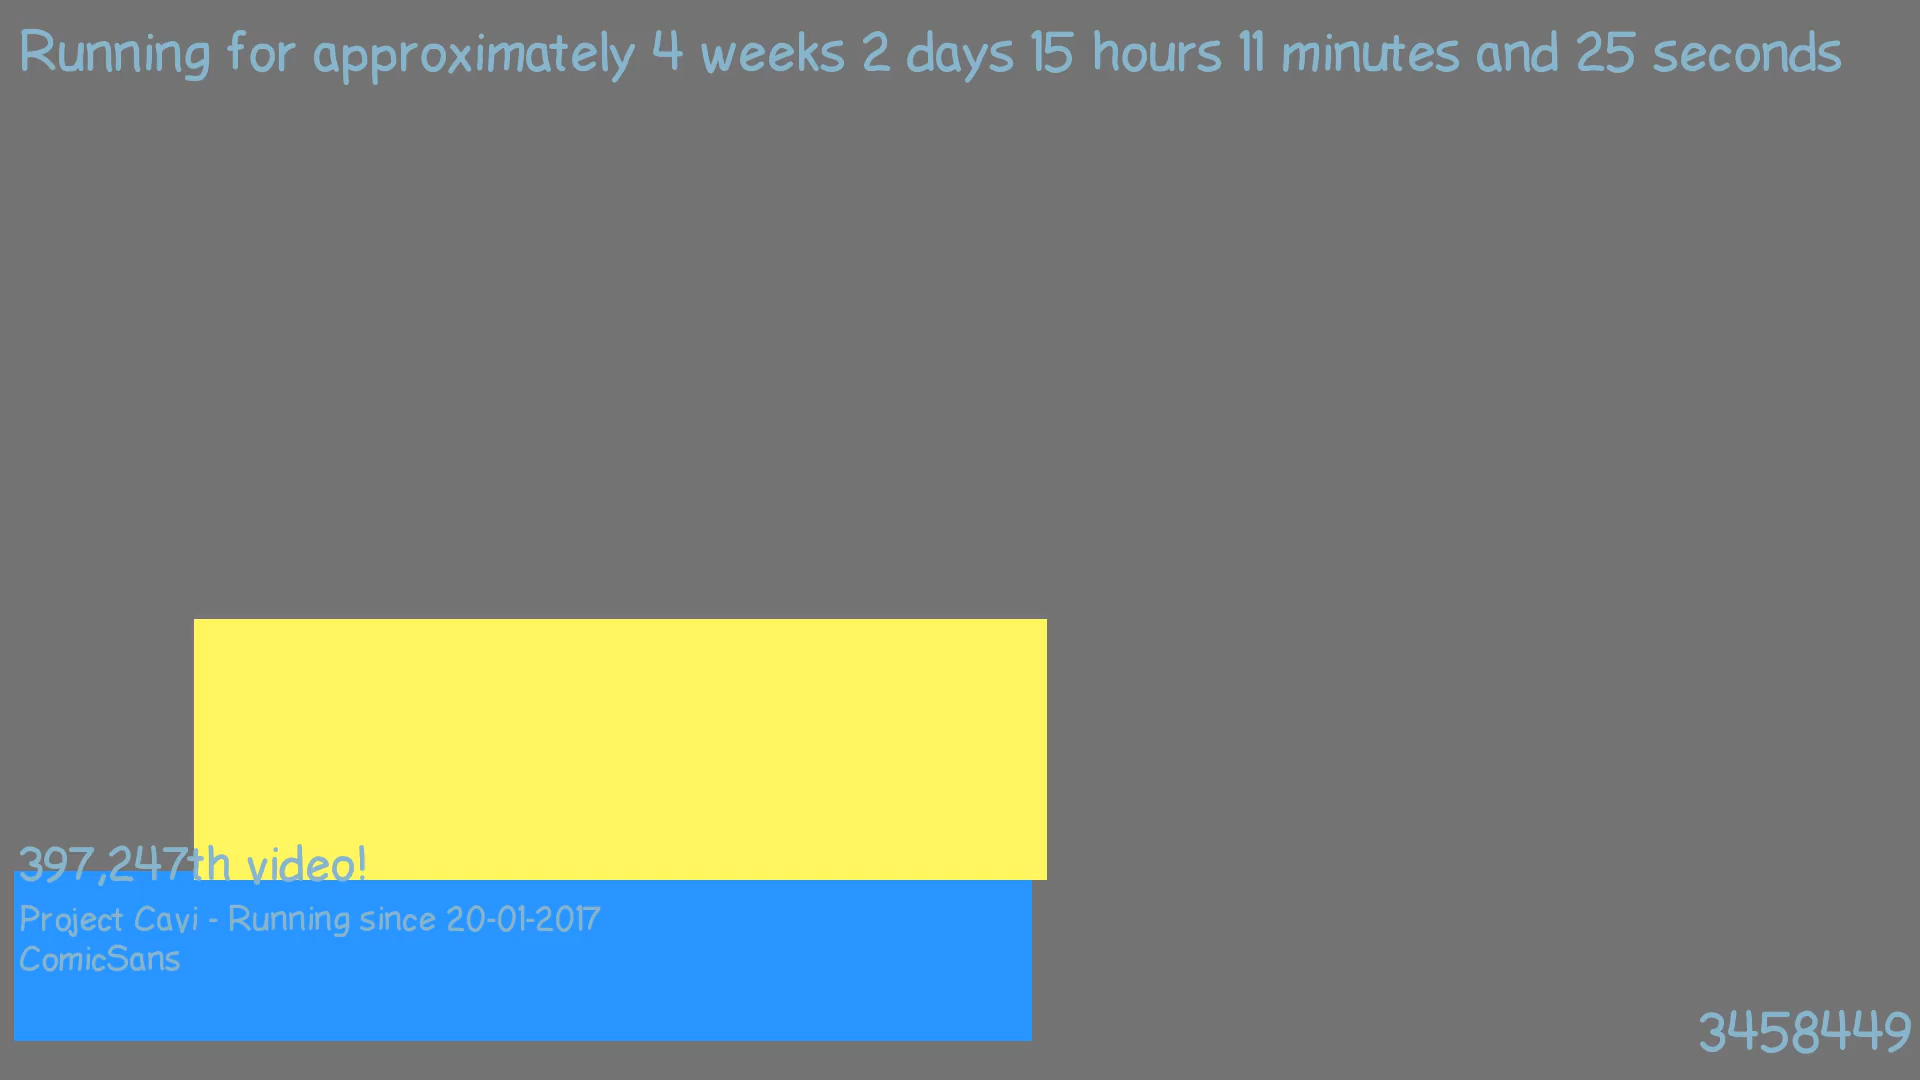 Running for approximately 4 weeks 2 days 15 hours 11 minutes and 25 seconds
397,247th video!
Project Cavi - Running since 20-01-2017
ComicSans
3458449